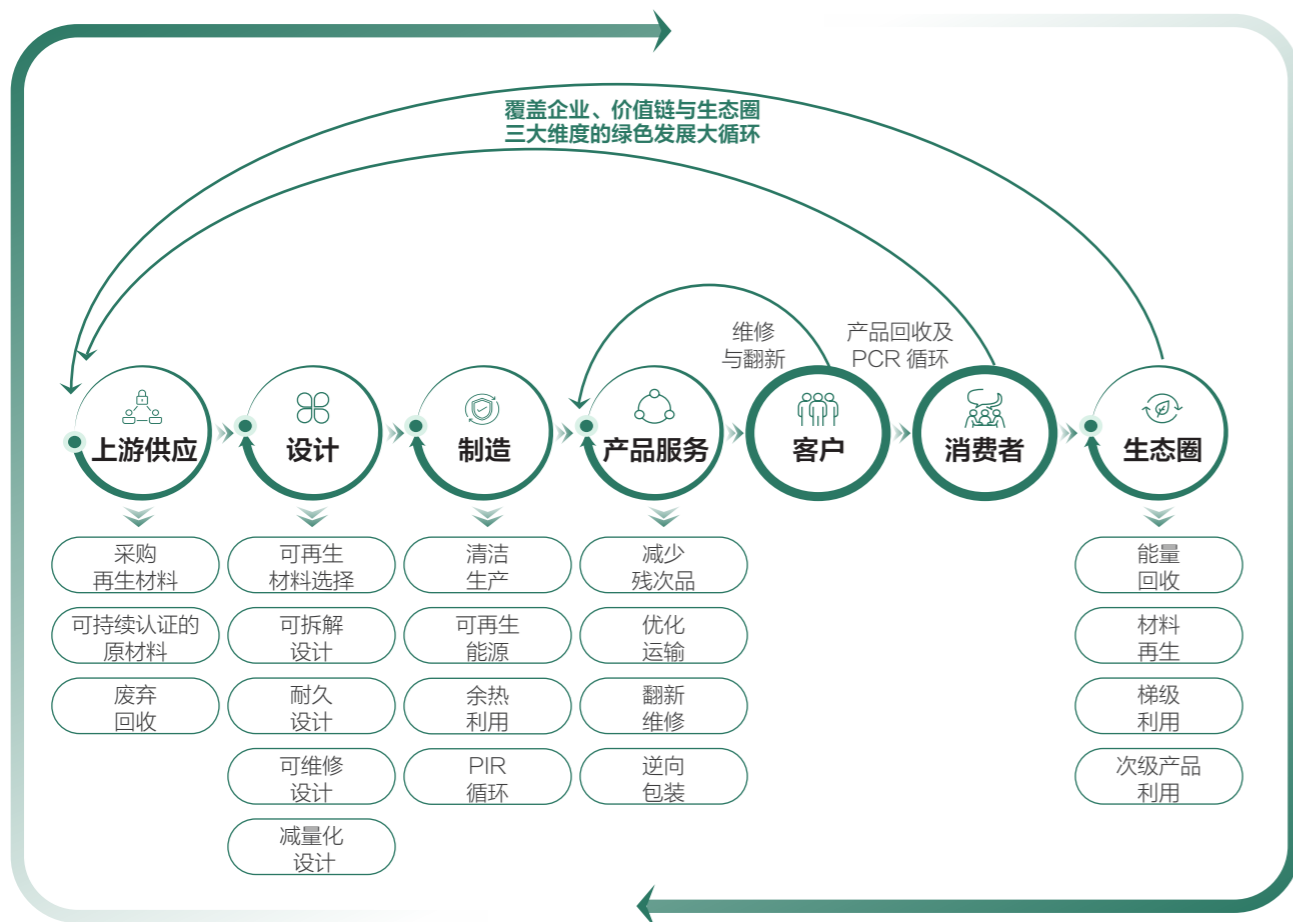 覆盖企业、价值链与生态圈
三大维度的绿色发展大循环
维修
与翻新
产品回收及
PCR 循环
上游供应
设计
制造
产品服务
客户
消费者
生态圈
采购
再生材料
可持续认证的
原材料
废弃
回收
可再生
材料选择
可拆解
设计
耐久
设计
可维修
设计
减量化
设计
清洁
生产
可再生
能源
余热
利用
PIR
循环
减少
残次品
优化
运输
翻新
维修
逆向
包装
能量
回收
材料
再生
梯级
利用
次级产品
利用